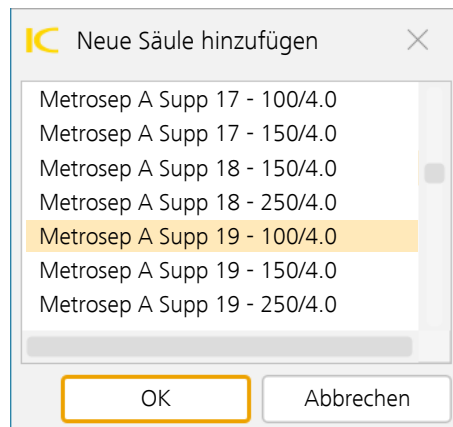 IC Neue Säule hinzufügen
Metrosep A Supp 17 - 100/4.0
Metrosep A Supp 17 - 150/4.0
Metrosep A Supp 18 - 150/4.0
Metrosep A Supp 18 - 250/4.0
Metrosep A Supp 19 - 100/4.0
Metrosep A Supp 19 - 150/4.0
Metrosep A Supp 19 - 250/4.0
OK Abbrechen